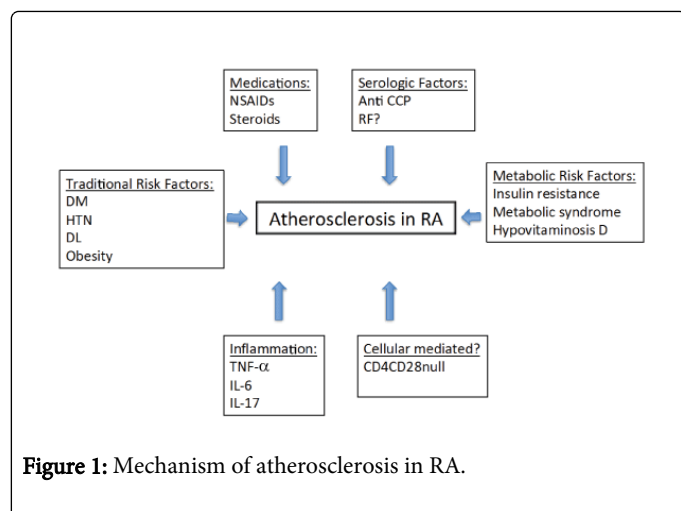 Medications:
NSAIDs
Steroids
Serologic Factors:
Anti CCP
RF?
Traditional Risk Factors:
DM
HTN
DL
Obesity
Atherosclerosis in RA
Metabolic Risk Factors:
Insulin resistance
Metabolic syndrome
Hypovitaminosis D
Inflammation:
TNF-α
IL-6
IL-17
Cellular mediated?
CD4CD28null
Figure 1: Mechanism of atherosclerosis in RA.